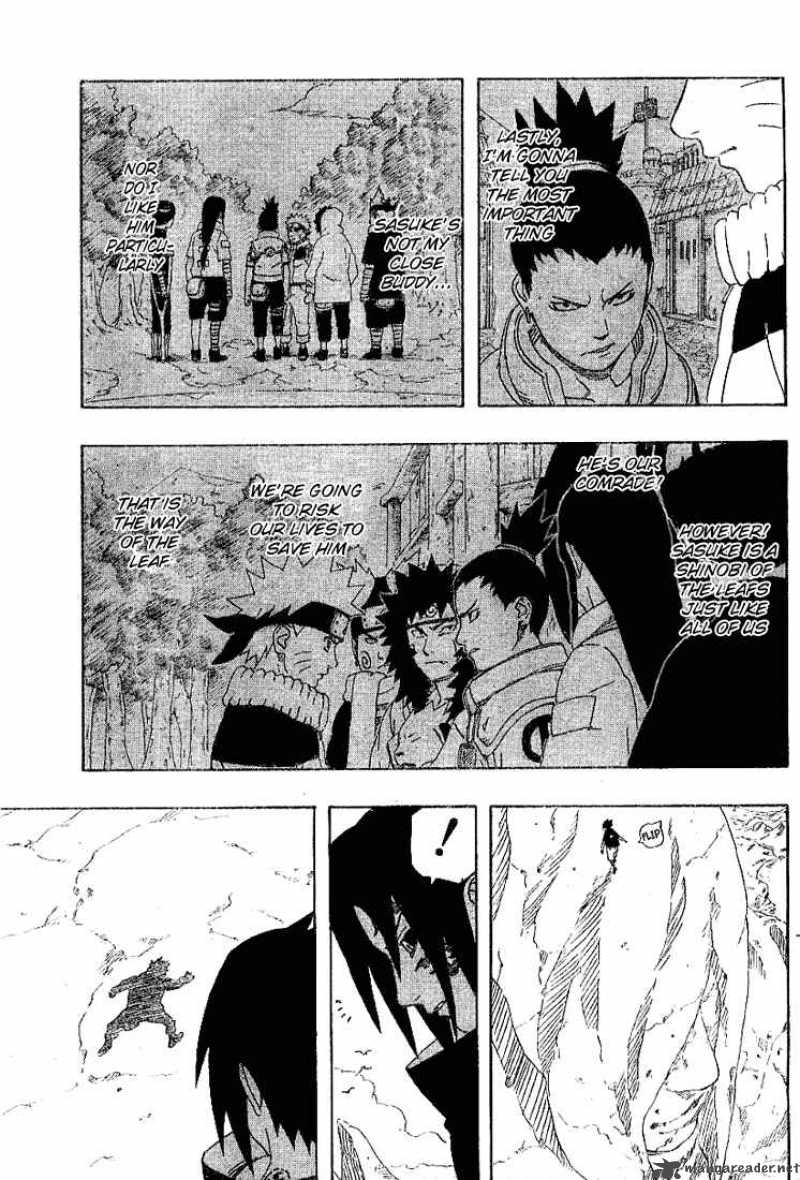 LASTLY,
I'M GONNA
TELL YOU
THE MOST
IMPORTANT
THING
SASUKE'S
NOT MY
CLOSE
BUDDY...
NOR
DO I
LIKE
HIM
PARTICU-
LARLY
HOWEVER!
SASUKE IS A
SHINOBI OF
THE LEAFS
JUST LIKE
ALL OF US
HE'S OUR
COMRADE!
WE'RE GOING
TO RISK
OUR LIVES TO
SAVE HIM
THAT IS
THE WAY
OF THE
LEAF
FLIP
!
mangareader.net